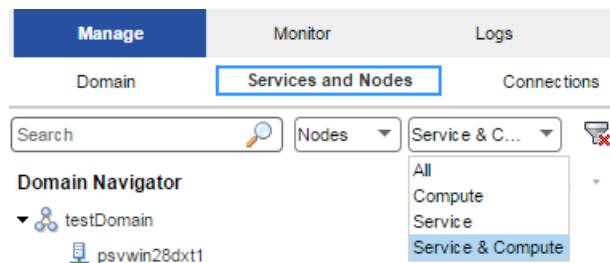 Manage Monitor Logs
Domain Services and Nodes Connections
Search Nodes Service & C...
All
Domain Navigator
Compute
testDomain
Service
Service & Compute
psvwin28dxt1